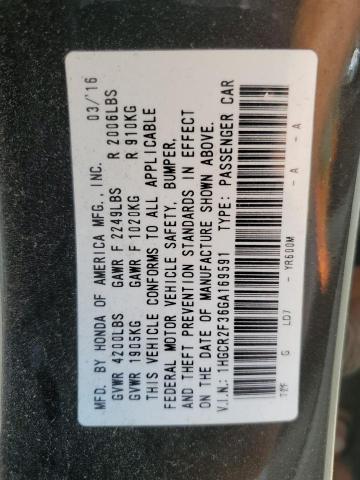 MFD. BY HONDA OF AMERICA MFG., INC. 03/'16
GVWR 4200LBS GAWR F 2249LBS R 2006LBS
GVWR 1905KG GAWR F 1020KG R 910KG
THIS VEHICLE CONFORMS TO ALL APPLICABLE
FEDERAL MOTOR VEHICLE SAFETY, BUMPER,
AND THEFT PREVENTION STANDARDS IN EFFECT
ON THE DATE OF MANUFACTURE SHOWN ABOVE.
V.I.N.: 1HGCR2F36GA169591 TYPE: PASSENGER CAR
G LD7 - YR600M - A - A